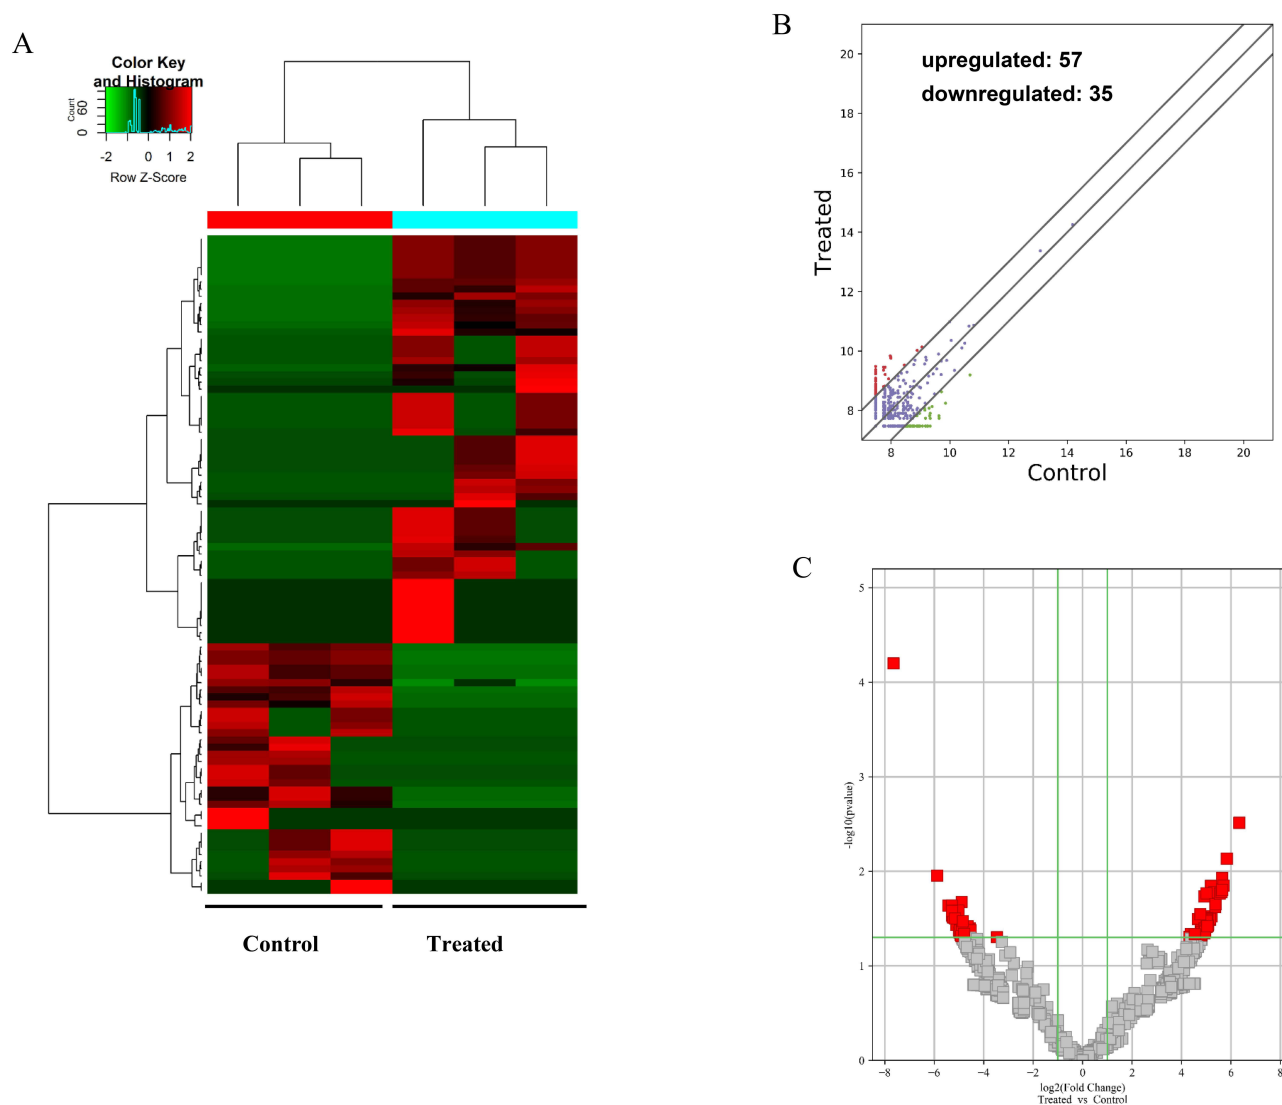 A
Color Key
and Histogram
Count
0 60
-2 0 1 2
Row Z-Score
Control
Treated
B
upregulated: 57
downregulated: 35
Treated
20
18
16
14
12
10
8
8 10 12 14 16 18 20
Control
C
-log10(pvalue)
5
4
3
2
1
0
−8 −6 −4 −2 0 2 4 6 8
log2(Fold Change)
Treated vs Control